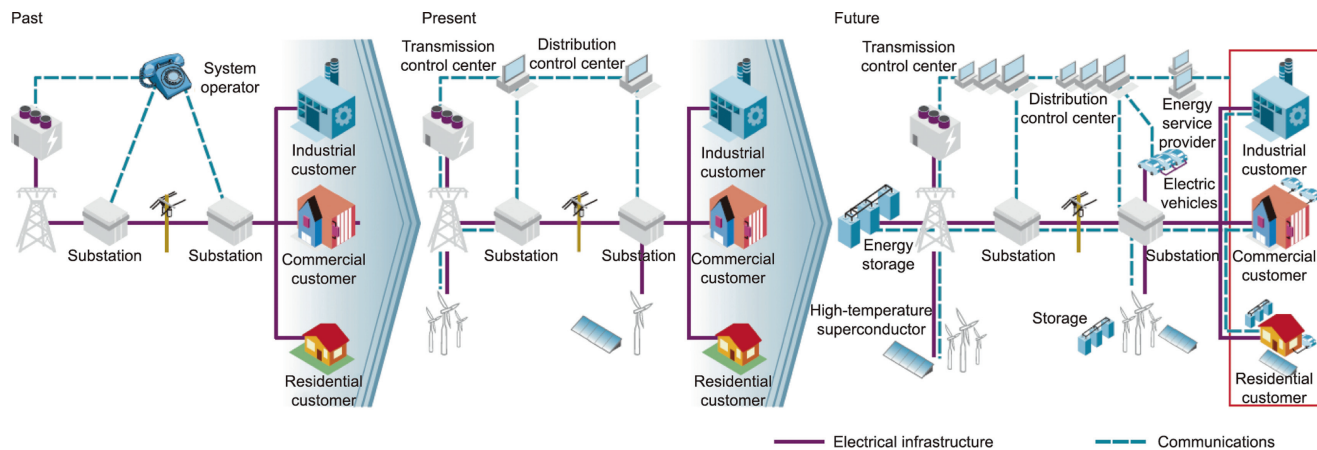 Past
System
operator
Substation
Substation
Industrial
customer
Commercial
customer
Residential
customer
Present
Transmission
control center
Distribution
control center
Substation
Substation
Industrial
customer
Commercial
customer
Residential
customer
Future
Transmission
control center
Distribution
control center
Energy
service
provider
Electric
vehicles
Energy
storage
Substation
Substation
High-temperature
superconductor
Storage
Industrial
customer
Commercial
customer
Residential
customer
Electrical infrastructure
Communications